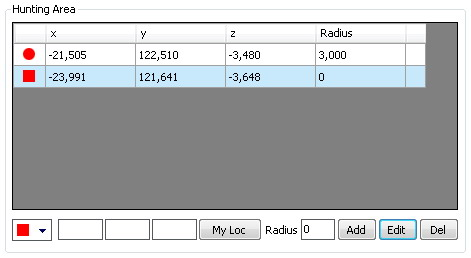 Hunting Area
x y z Radius
-21,505 122,510 -3,480 3,000
-23,991 121,641 -3,648 0
My Loc Radius 0 Add Edit Del